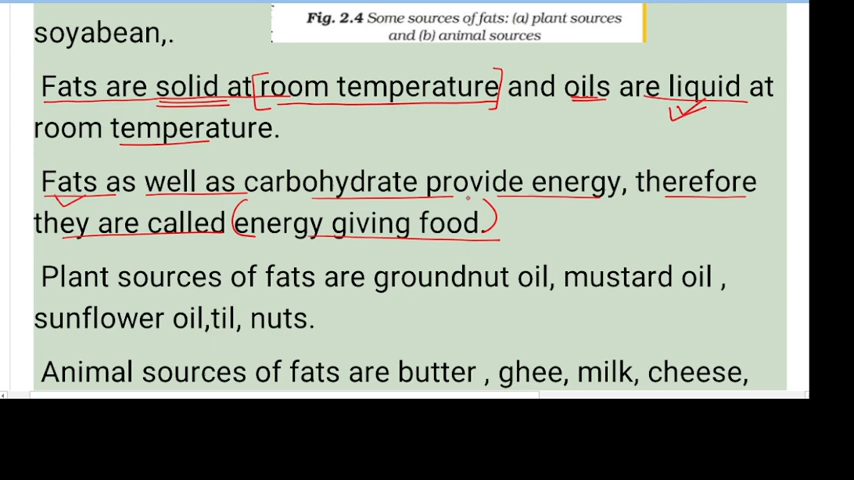 Fig. 2.4 Some sources of fats: (a) plant sources
and (b) animal sources
soyabean,.
Fats are solid at room temperature and oils are liquid at
room temperature.
Fats as well as carbohydrate provide energy, therefore
they are called energy giving food.
Plant sources of fats are groundnut oil, mustard oil ,
sunflower oil,til, nuts.
Animal sources of fats are butter , ghee, milk, cheese,